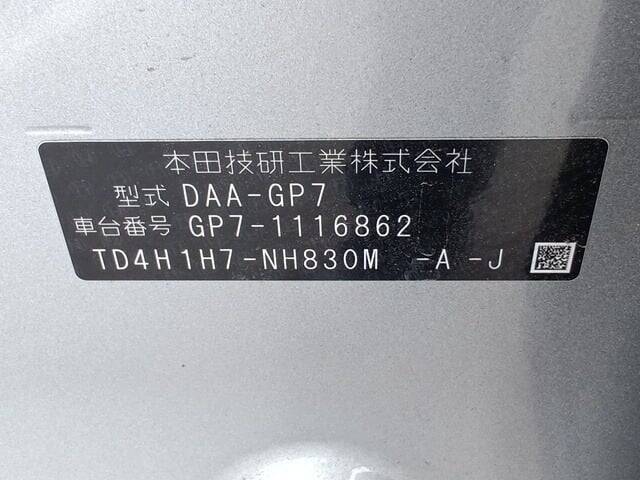 本田技研工業株式会社
型式 DAA-GP7
車台番号 GP7-1116862
TD4H1H7-NH830M -A -J